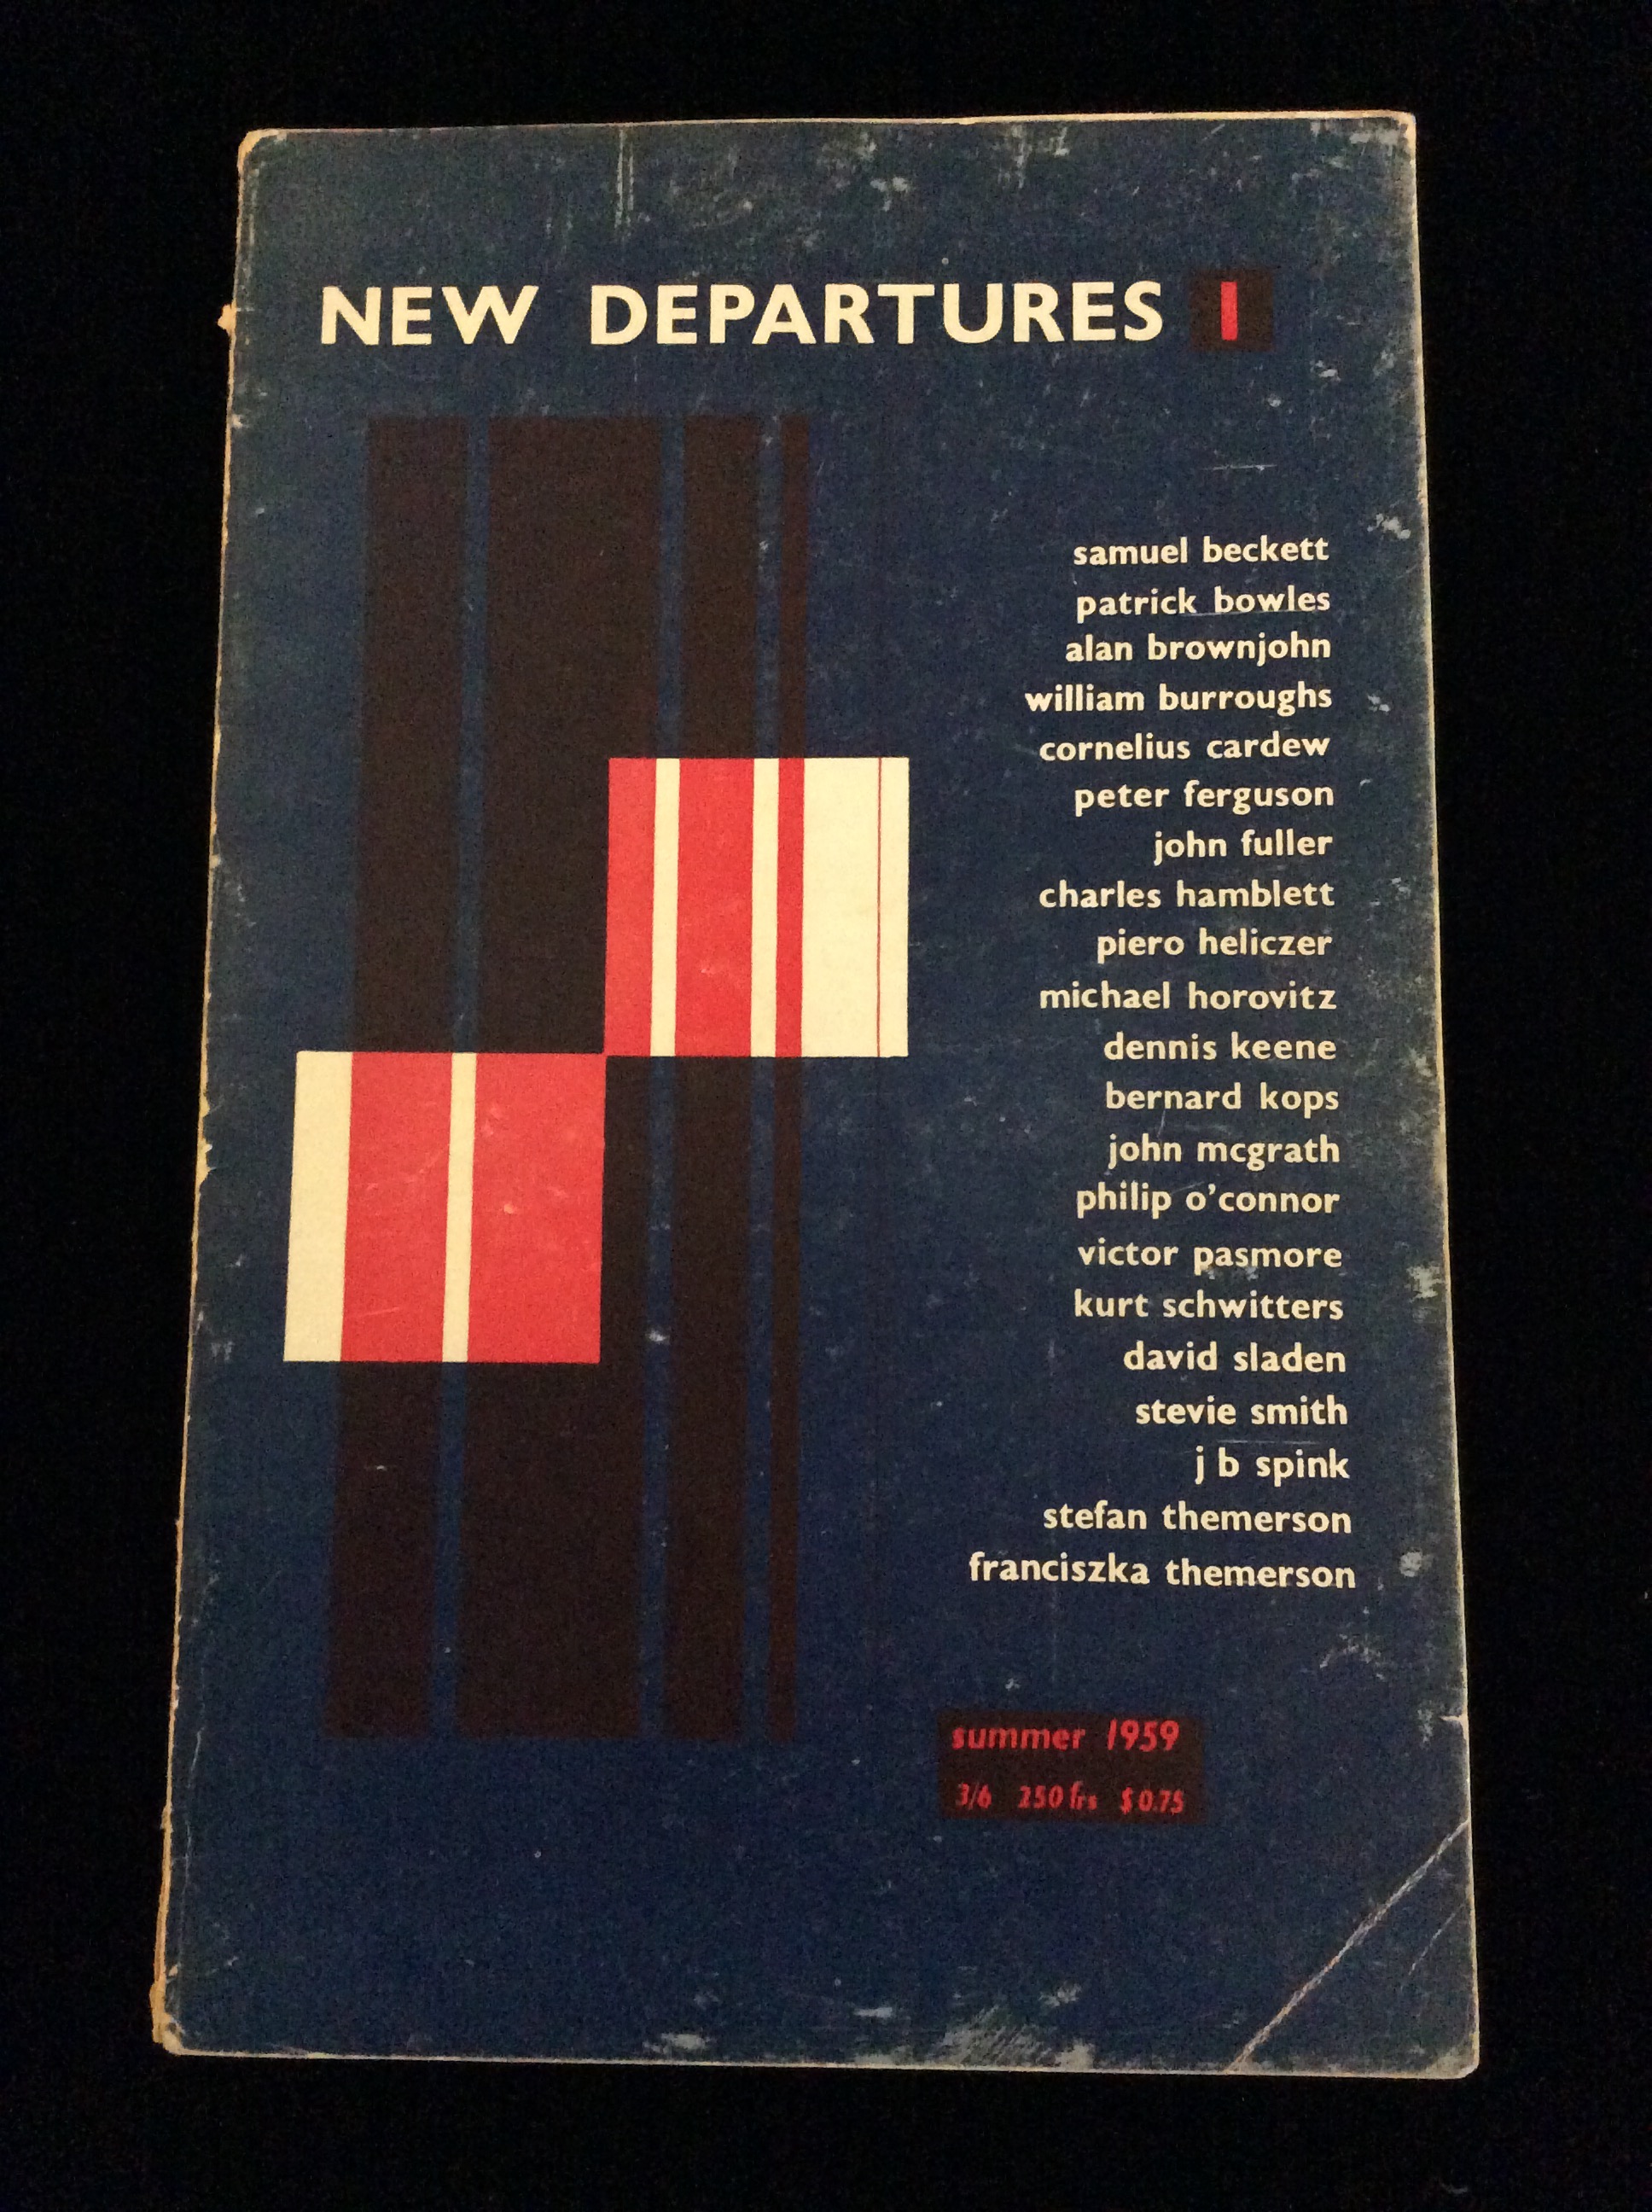 NEW DEPARTURES 1
samuel beckett
patrick bowles
alan brownjohn
william burroughs
cornelius cardew
peter ferguson
john fuller
charles hamblett
piero heliczer
michael horovitz
dennis keene
bernard kops
john mcgrath
philip o'connor
victor pasmore
kurt schwitters
david sladen
stevie smith
j b spink
stefan themerson
franciszka themerson
summer 1959
3/6 250 frs $0.75